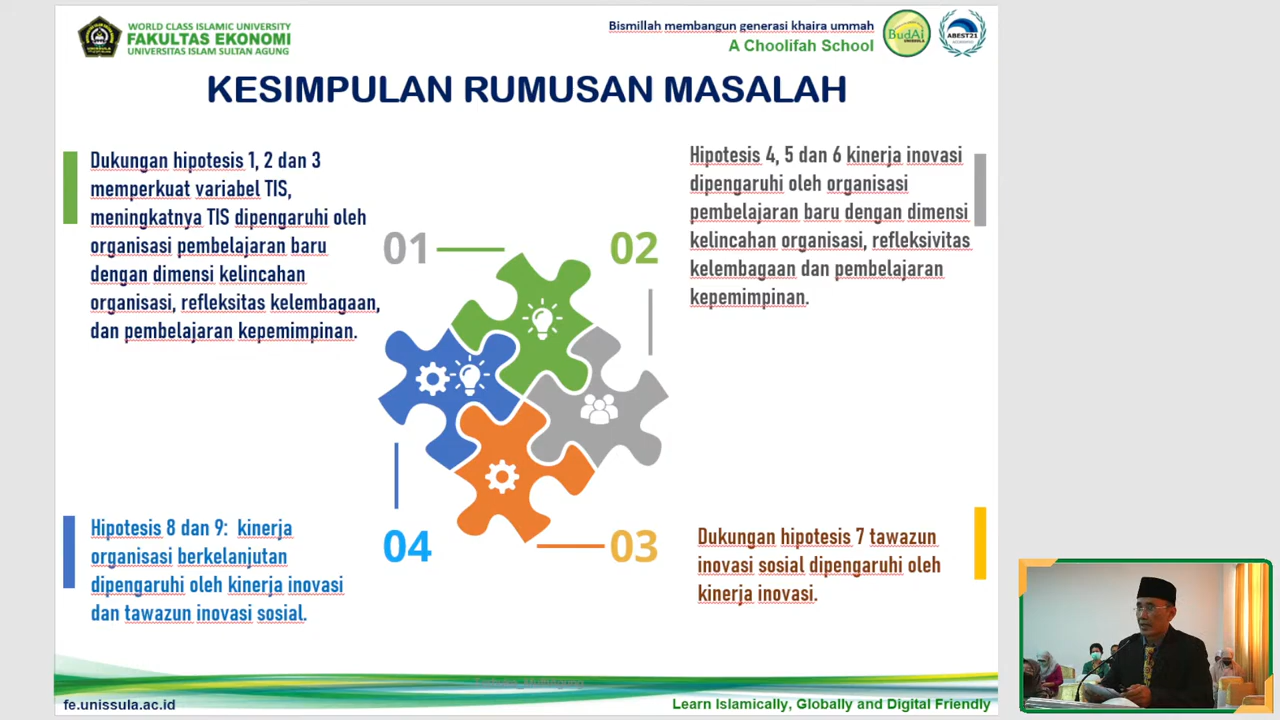 WORLD CLASS ISLAMIC UNIVERSITY
FAKULTAS EKONOMI
UNIVERSITAS ISLAM SULTAN AGUNG
Bismillah membangun generasi khaira ummah
A Choolifah School
BudAi
UNISSULA
ABEST21
KESIMPULAN RUMUSAN MASALAH
Dukungan hipotesis 1, 2 dan 3
memperkuat variabel TIS,
meningkatnya TIS dipengaruhi oleh
organisasi pembelajaran baru
dengan dimensi kelincahan
organisasi, refleksitas kelembagaan,
dan pembelajaran kepemimpinan.
01
02
Hipotesis 4, 5 dan 6 kinerja inovasi
dipengaruhi oleh organisasi
pembelajaran baru dengan dimensi
kelincahan organisasi, refleksivitas
kelembagaan dan pembelajaran
kepemimpinan.
Hipotesis 8 dan 9: kinerja
organisasi berkelanjutan
dipengaruhi oleh kinerja inovasi
dan tawazun inovasi sosial.
04
03
Dukungan hipotesis 7 tawazun
inovasi sosial dipengaruhi oleh
kinerja inovasi.
fe.unissula.ac.id
Learn Islamically, Globally and Digital Friendly